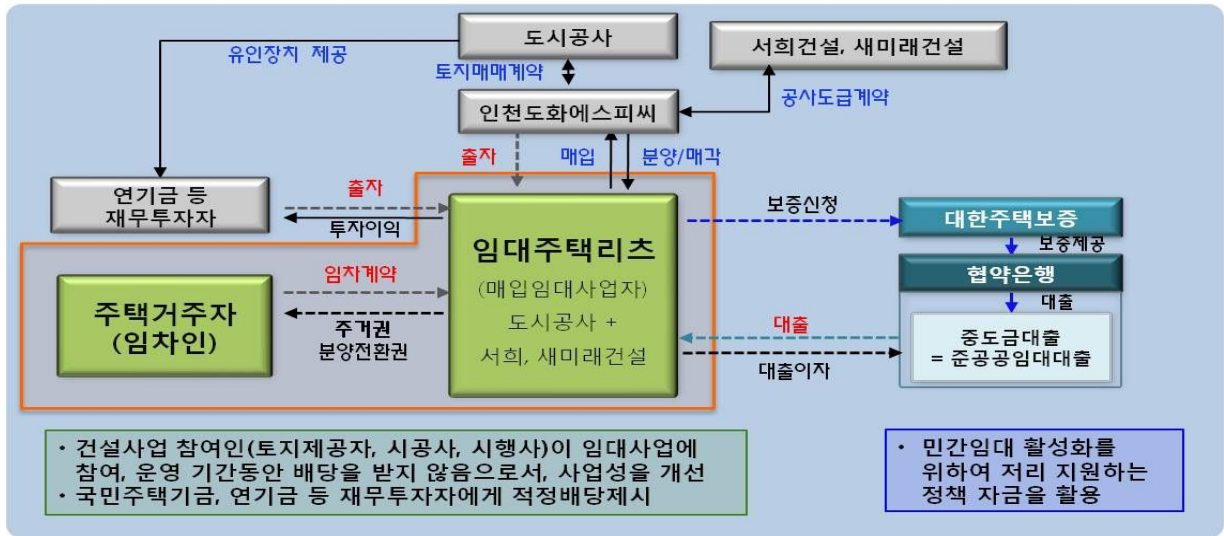 도시공사
서희건설, 새미래건설
유인장치 제공
토지매매계약
공사도급계약
인천도화에스피씨
출자
매입
분양/매각
연기금 등
재무투자자
출자
투자이익
임대주택리츠
(매입임대사업자)
도시공사 +
서희, 새미래건설
보증신청
대한주택보증
보증제공
협약은행
대출
중도금대출
= 준공공임대대출
주택거주자
(임차인)
임차계약
주거권
분양전환권
대출
대출이자
• 건설사업 참여인(토지제공자, 시공사, 시행사)이 임대사업에
참여, 운영 기간동안 배당을 받지 않음으로서, 사업성을 개선
• 국민주택기금, 연기금 등 재무투자자에게 적정배당제시
• 민간임대 활성화를
위하여 저리 지원하는
정책 자금을 활용